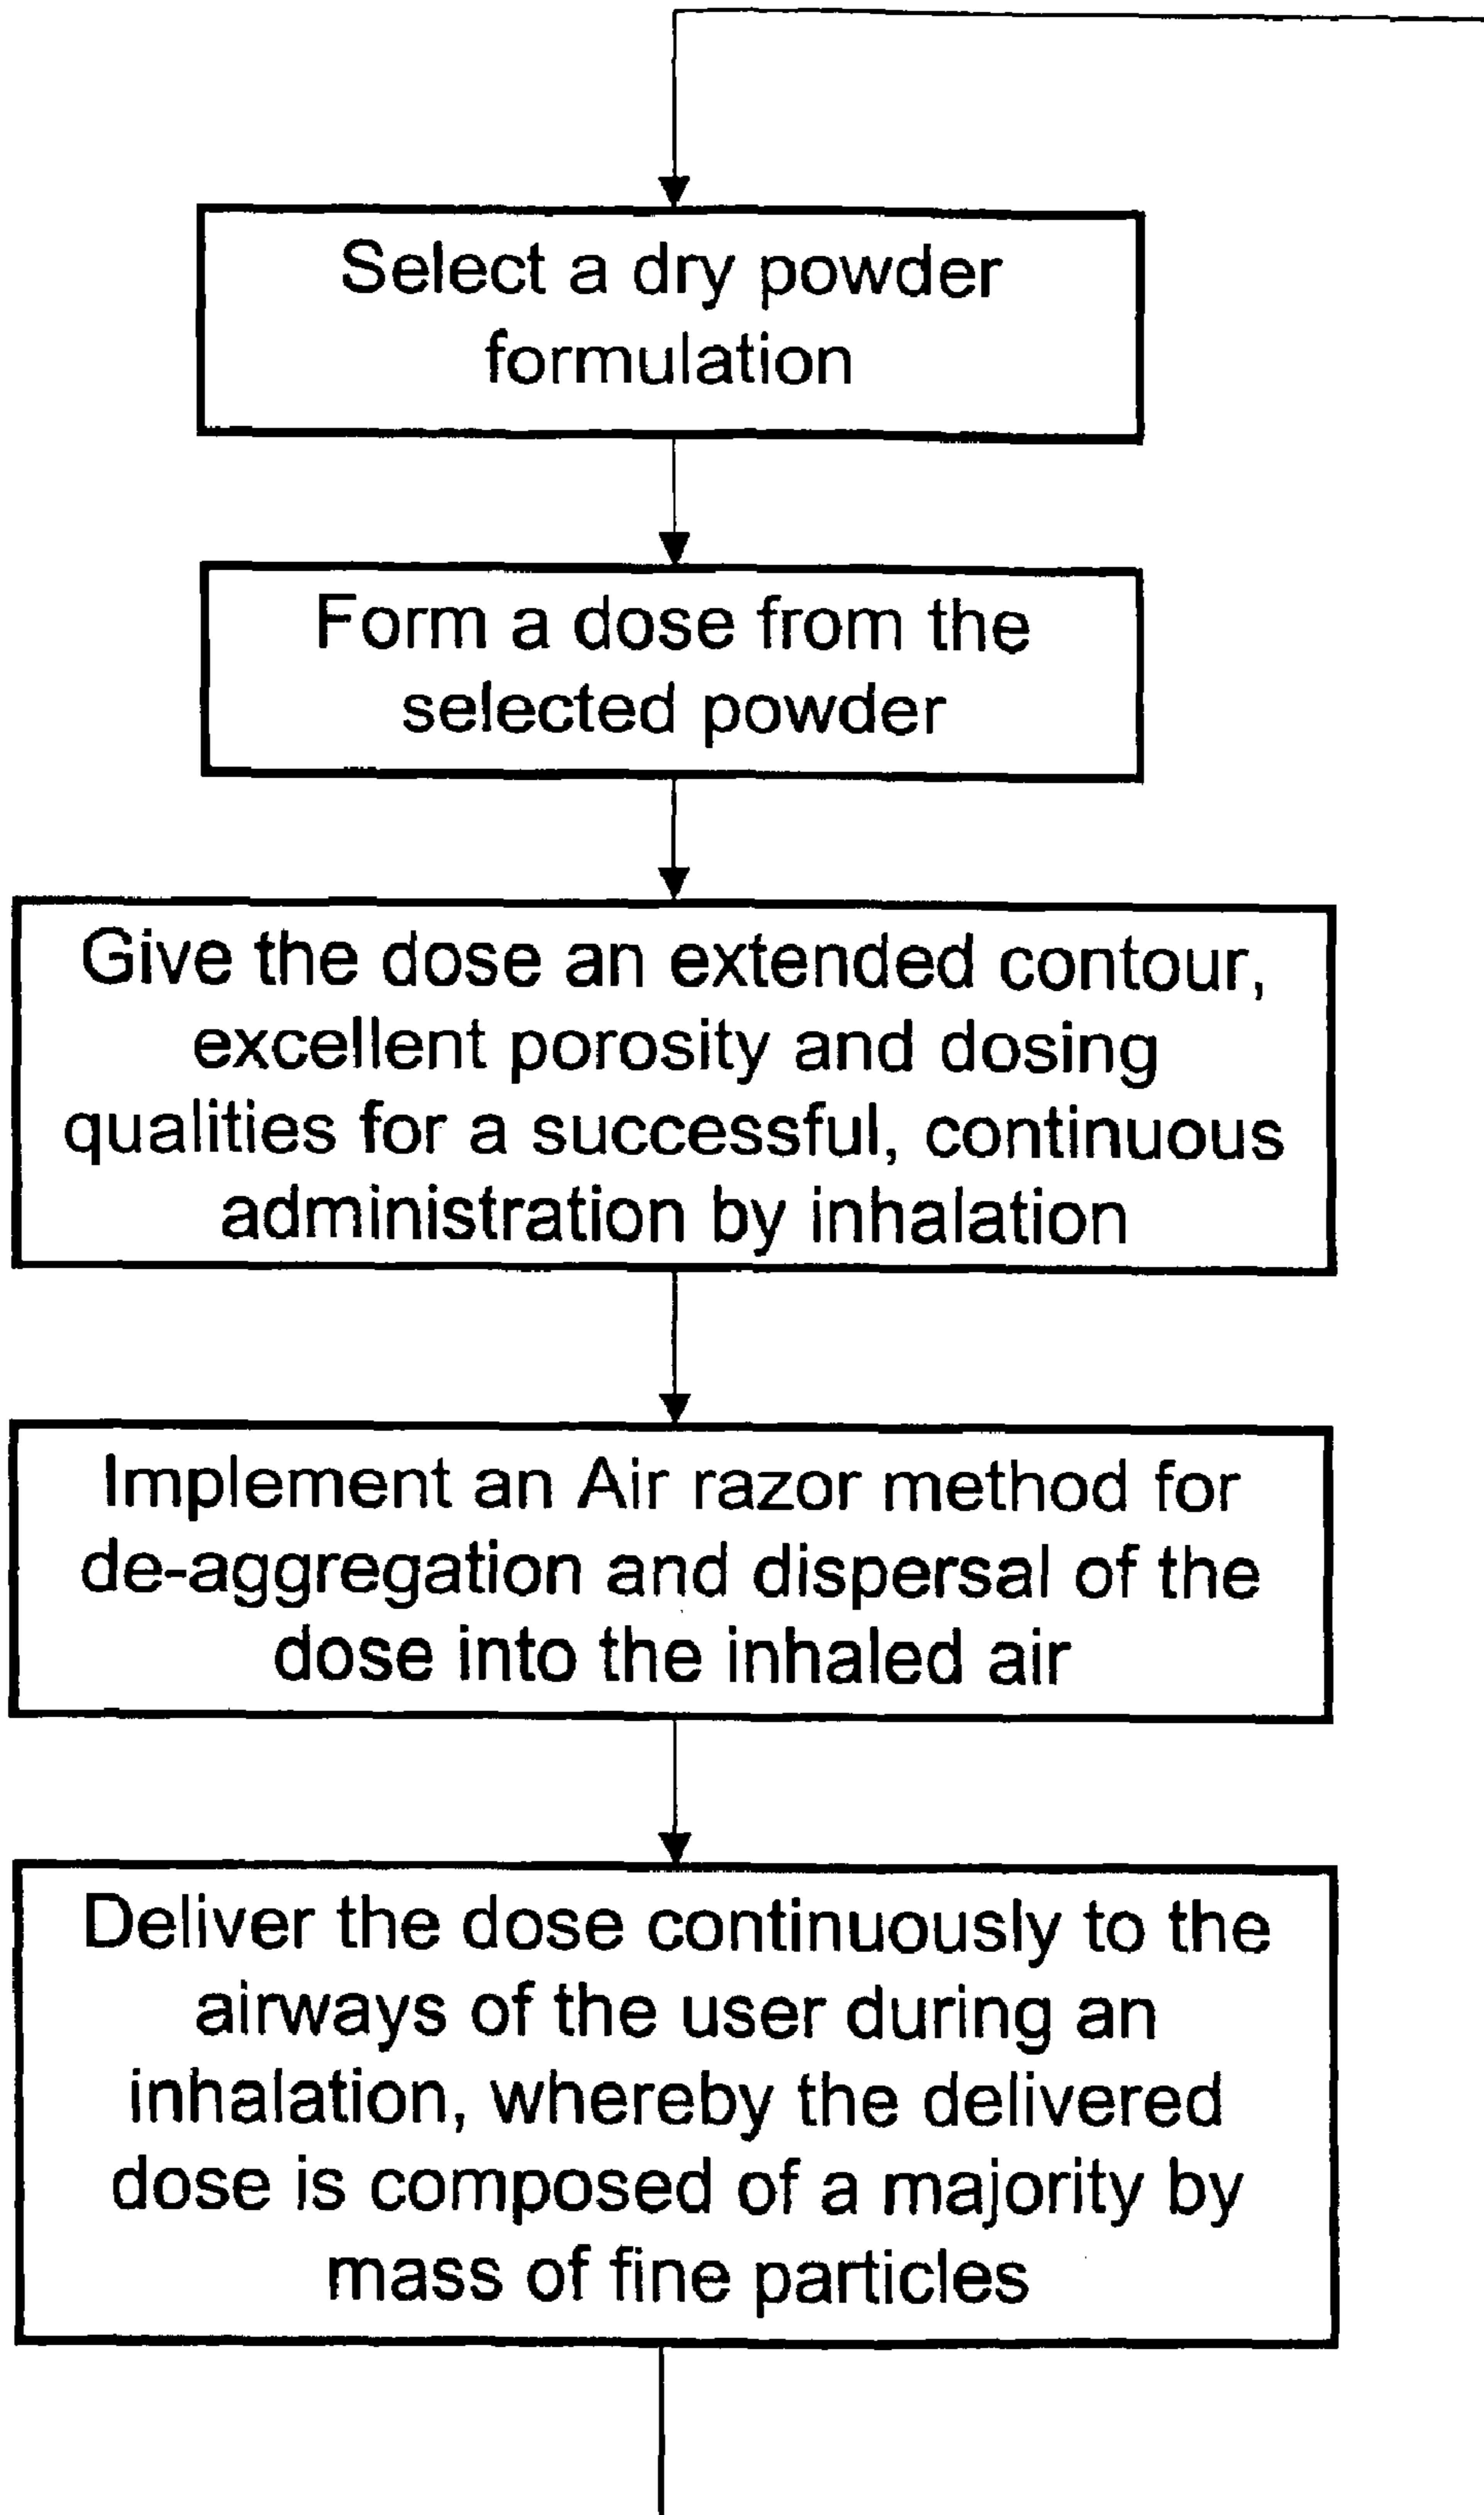 Select a dry powder
formulation
Form a dose from the
selected powder
Give the dose an extended contour,
excellent porosity and dosing
qualities for a successful, continuous
administration by inhalation
Implement an Air razor method for
de-aggregation and dispersal of the
dose into the inhaled air
Deliver the dose continuously to the
airways of the user during an
inhalation, whereby the delivered
dose is composed of a majority by
mass of fine particles